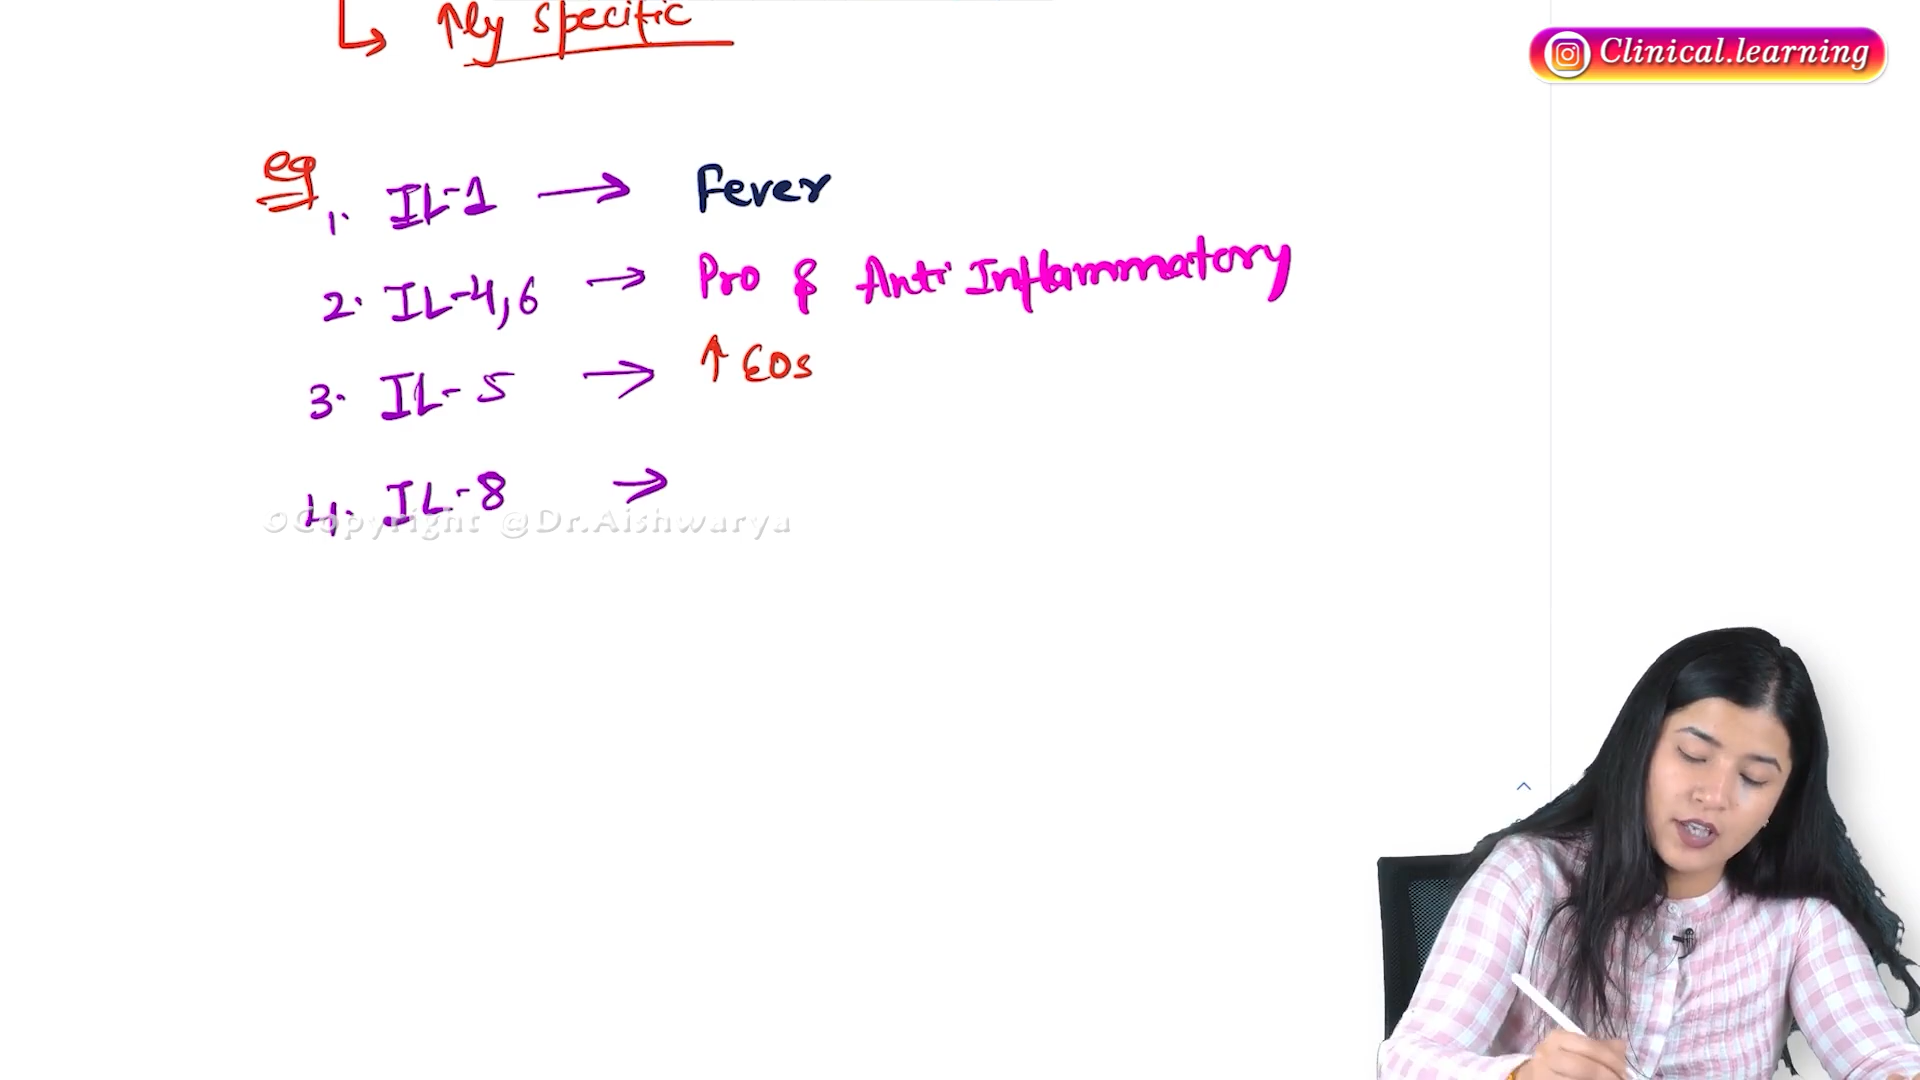 ↳ ↑ly specific
Clinical.learning
eg
1. IL-1 → Fever
2. IL-4,6 → Pro & Anti Inflammatory
3. IL-5 → ↑ Eos
4. IL-8 →
©Copyright @Dr.Aishwarya